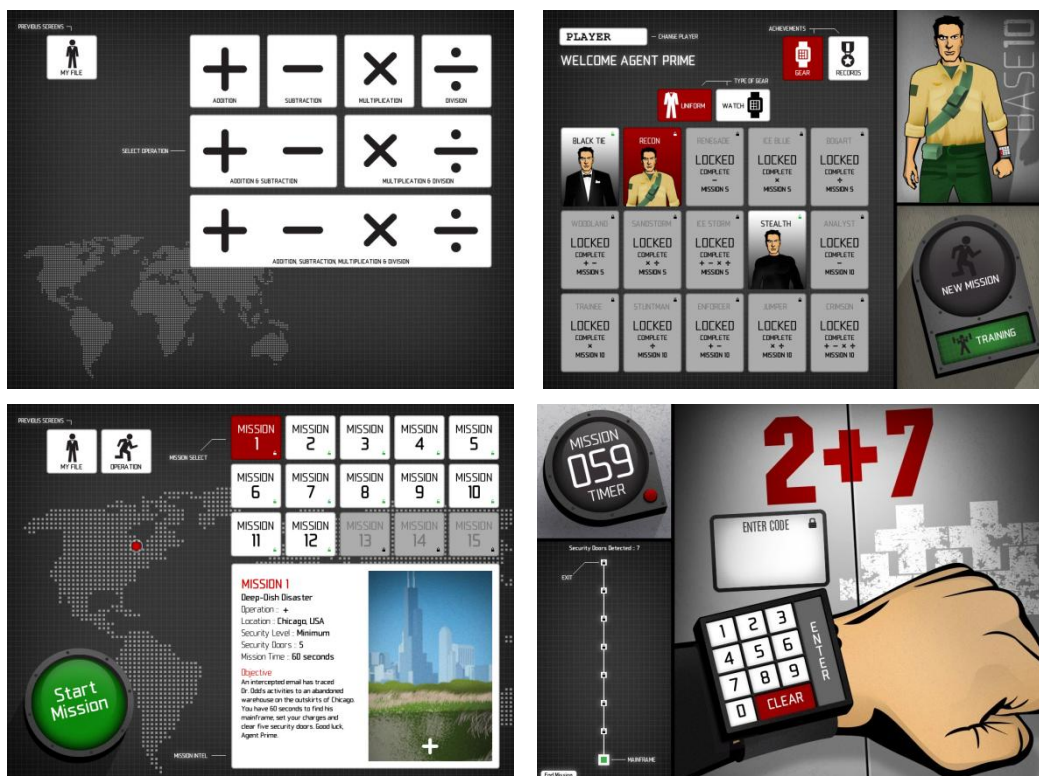 PREVIOUS SCREENS
MY FILE
ADDITION
SUBTRACTION
MULTIPLICATION
DIVISION
SELECT OPERATION
ADDITION & SUBTRACTION
MULTIPLICATION & DIVISION
ADDITION, SUBTRACTION, MULTIPLICATION & DIVISION
PLAYER
CHANGE PLAYER
ACHIEVEMENTS
WELCOME AGENT PRIME
GEAR
RECORDS
TYPE OF GEAR
UNIFORM
WATCH
BLACK TIE
RECON
RENEGADE
LOCKED
COMPLETE
−
MISSION 5
ICE BLUE
LOCKED
COMPLETE
×
MISSION 5
BOGART
LOCKED
COMPLETE
÷
MISSION 5
WOODLAND
LOCKED
COMPLETE
+ −
MISSION 5
SANDSTORM
LOCKED
COMPLETE
× ÷
MISSION 5
ICE STORM
LOCKED
COMPLETE
+ − × ÷
MISSION 5
STEALTH
ANALYST
LOCKED
COMPLETE
−
MISSION 10
TRAINEE
LOCKED
COMPLETE
×
MISSION 10
STUNTMAN
LOCKED
COMPLETE
÷
MISSION 10
ENFORCER
LOCKED
COMPLETE
+ −
MISSION 10
JUMPER
LOCKED
COMPLETE
× ÷
MISSION 10
CRIMSON
LOCKED
COMPLETE
+ − × ÷
MISSION 10
BASE10
NEW MISSION
TRAINING
PREVIOUS SCREENS
MY FILE
OPERATION
MISSION SELECT
MISSION 1
MISSION 2
MISSION 3
MISSION 4
MISSION 5
MISSION 6
MISSION 7
MISSION 8
MISSION 9
MISSION 10
MISSION 11
MISSION 12
MISSION 13
MISSION 14
MISSION 15
MISSION 1
Deep-Dish Disaster
Operation : +
Location : Chicago, USA
Security Level : Minimum
Security Doors : 5
Mission Time : 60 seconds
Objective
An intercepted email has traced
Dr. Odd's activities to an abandoned
warehouse on the outskirts of Chicago.
You have 60 seconds to find his
mainframe, set your charges and
clear five security doors. Good luck,
Agent Prime.
Start
Mission
MISSION INTEL
MISSION
059
TIMER
2+7
ENTER CODE
Security Doors Detected : 7
EXIT
MAINFRAME
End Mission
1 2 3
4 5 6
7 8 9
0 CLEAR
ENTER